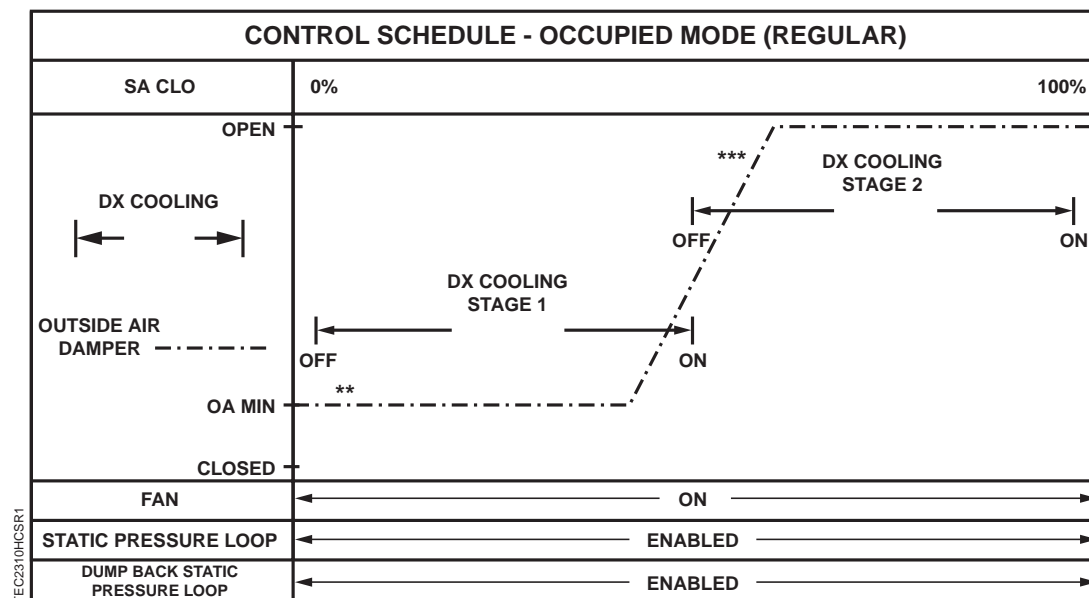 CONTROL SCHEDULE - OCCUPIED MODE (REGULAR)
SA CLO
0%
100%
OPEN
***
DX COOLING
STAGE 2
DX COOLING
OFF
ON
DX COOLING
STAGE 1
OUTSIDE AIR
DAMPER
OFF
ON
**
OA MIN
CLOSED
FAN
ON
STATIC PRESSURE LOOP
ENABLED
DUMP BACK STATIC
PRESSURE LOOP
ENABLED
TEC2310HCSR1